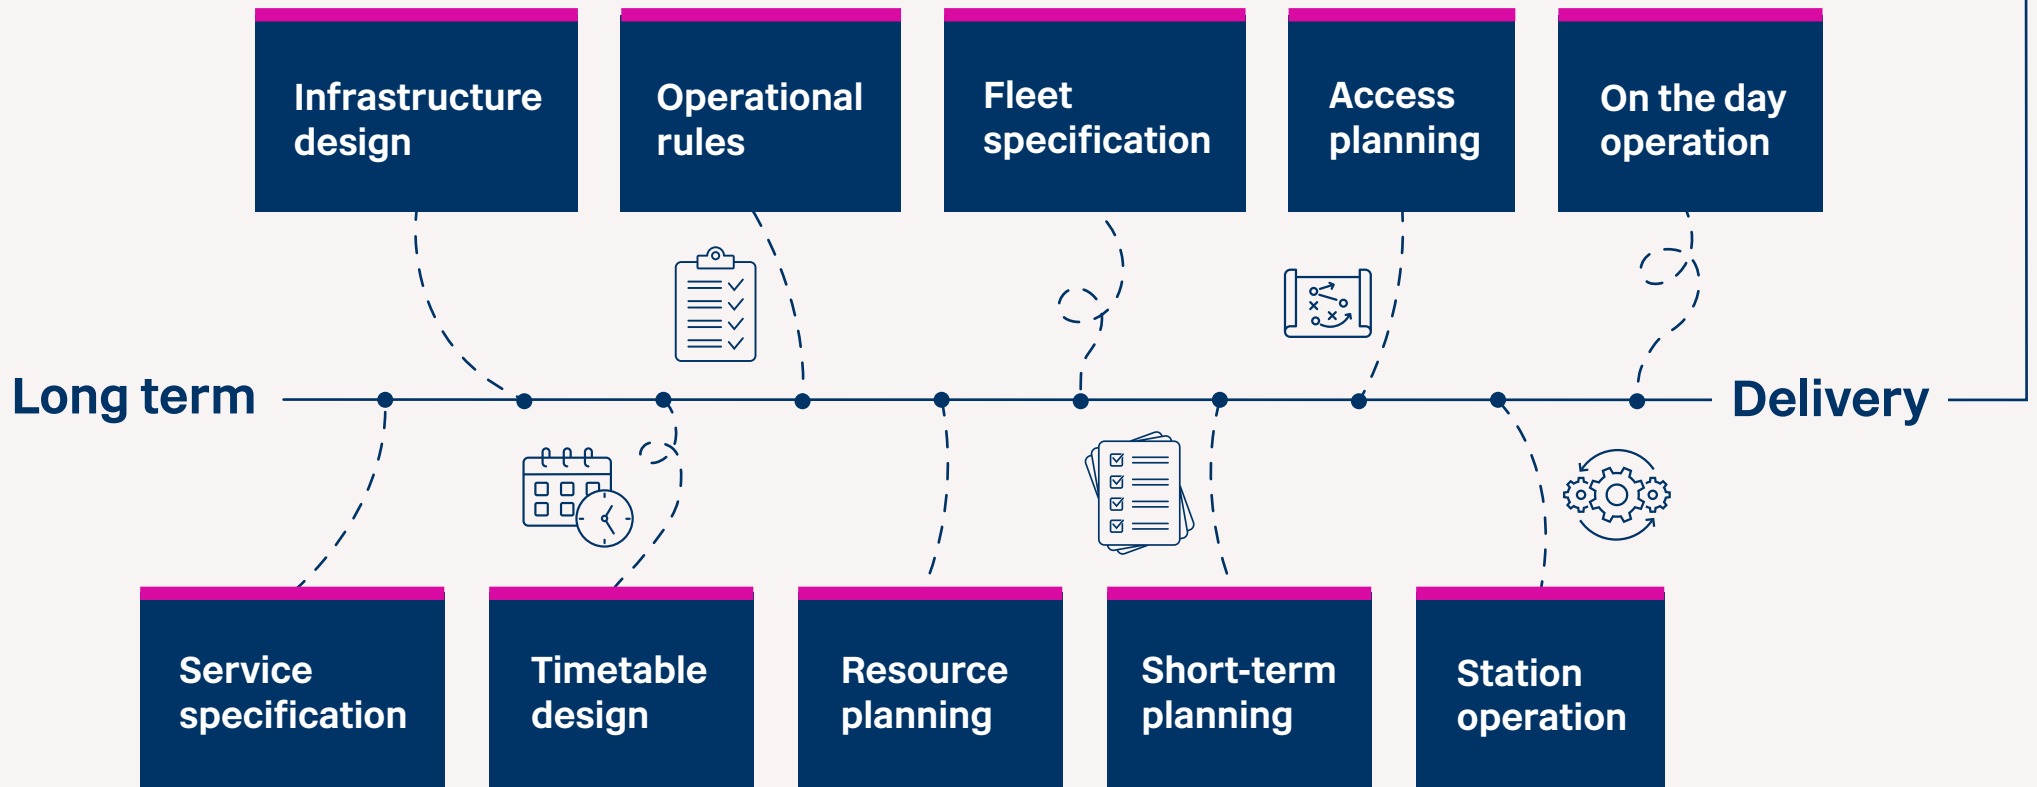 Infrastructure
design
Operational
rules
Fleet
specification
Access
planning
On the day
operation
Long term
Delivery
Service
specification
Timetable
design
Resource
planning
Short-term
planning
Station
operation